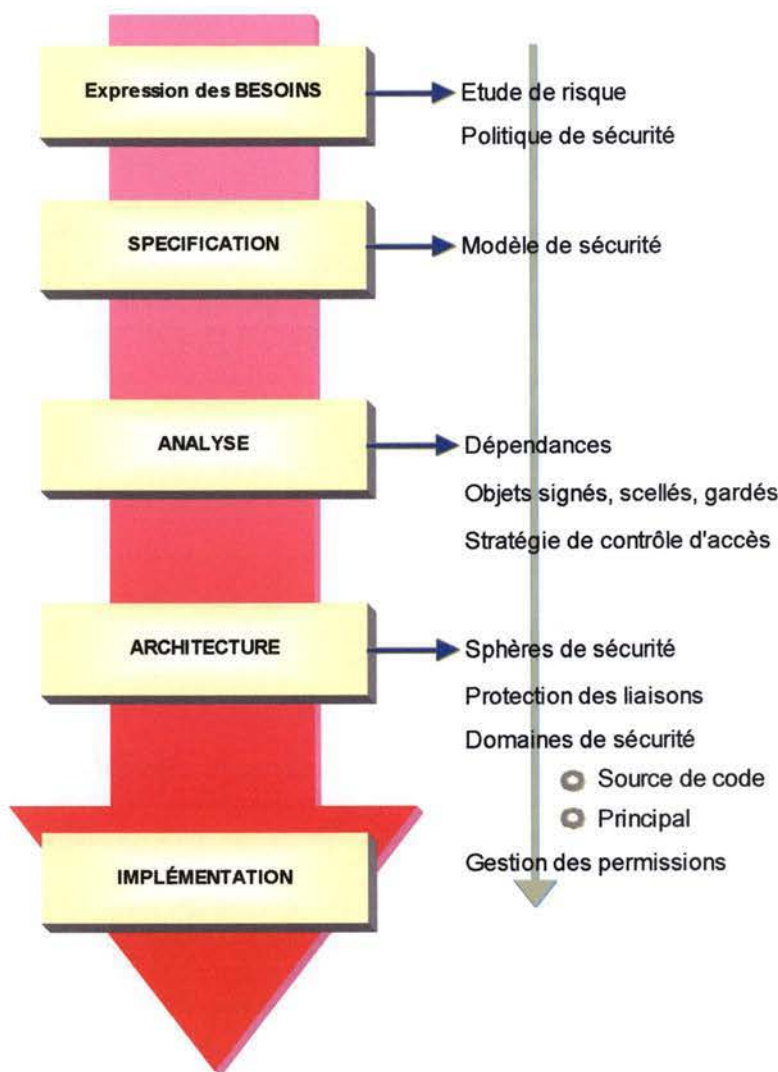 Expression des BESOINS
Etude de risque
Politique de sécurité
SPECIFICATION
Modèle de sécurité
ANALYSE
Dépendances
Objets signés, scellés, gardés
Stratégie de contrôle d'accès
ARCHITECTURE
Sphères de sécurité
Protection des liaisons
Domaines de sécurité
Source de code
Principal
IMPLÉMENTATION
Gestion des permissions